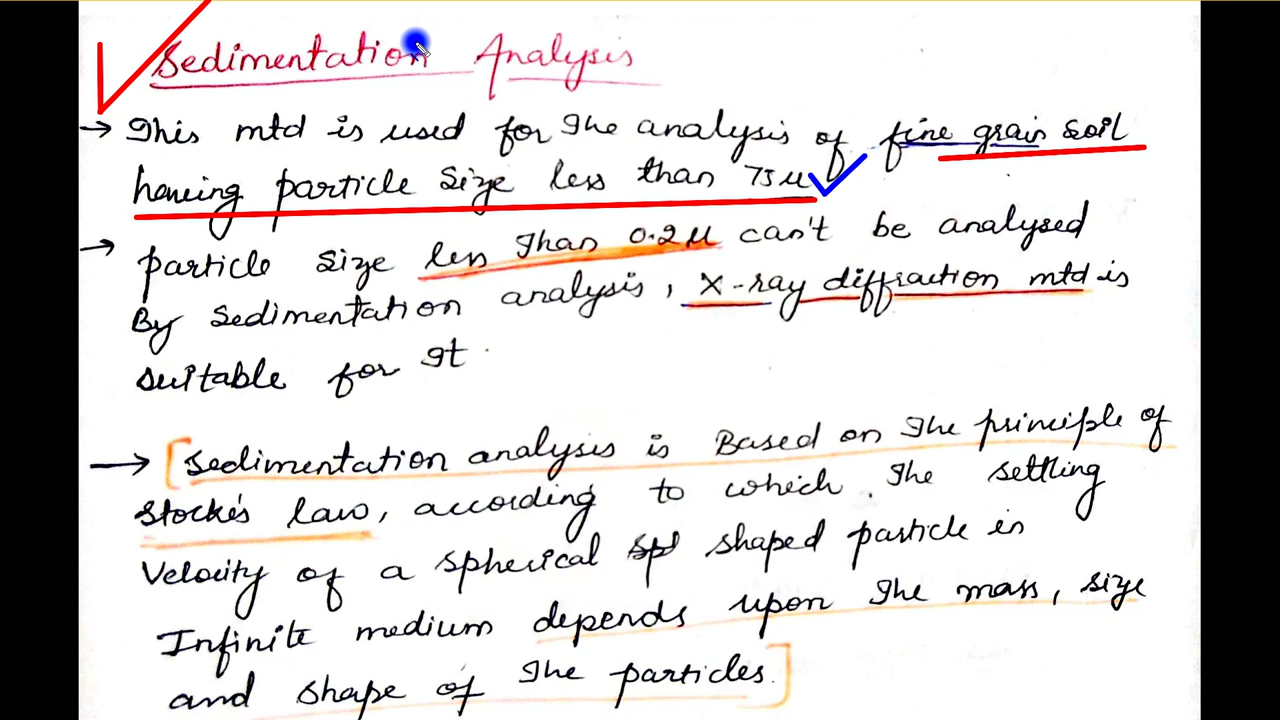 Sedimentation Analysis
→ This mtd is used for the analysis of fine grain soil
having particle size less than 75μ
→ particle size less than 0.2μ can't be analysed
By sedimentation analysis, X-ray diffraction mtd is
suitable for It.
→ [Sedimentation analysis is Based on the principle of
Stocke's law, according to which the settling
Velocity of a spherical shaped particle in
Infinite medium depends upon the mass, size
and shape of the particles.]